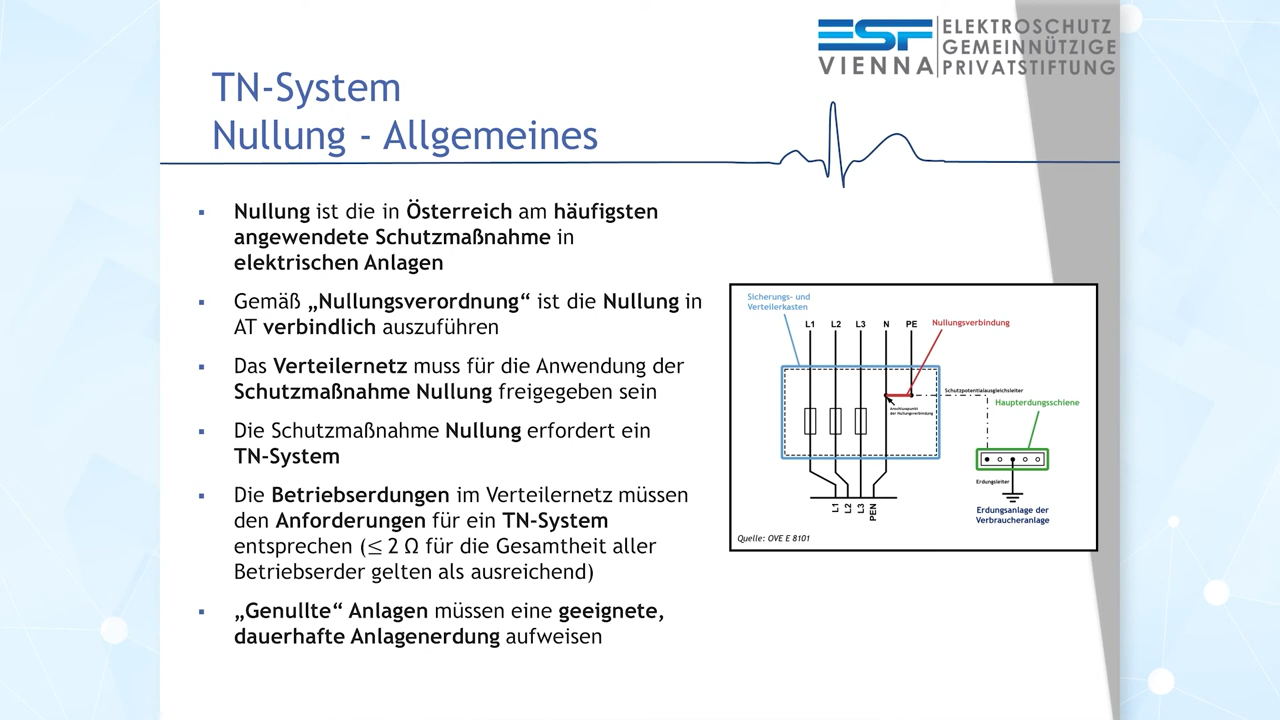 ESF VIENNA
ELEKTROSCHUTZ
GEMEINNÜTZIGE
PRIVATSTIFTUNG
TN-System
Nullung - Allgemeines
▪ Nullung ist die in Österreich am häufigsten
angewendete Schutzmaßnahme in
elektrischen Anlagen
▪ Gemäß „Nullungsverordnung“ ist die Nullung in
AT verbindlich auszuführen
▪ Das Verteilernetz muss für die Anwendung der
Schutzmaßnahme Nullung freigegeben sein
▪ Die Schutzmaßnahme Nullung erfordert ein
TN-System
▪ Die Betriebserdungen im Verteilernetz müssen
den Anforderungen für ein TN-System
entsprechen (≤ 2 Ω für die Gesamtheit aller
Betriebserder gelten als ausreichend)
▪ „Genullte“ Anlagen müssen eine geeignete,
dauerhafte Anlagenerdung aufweisen
Sicherungs- und
Verteilerkasten
L1 L2 L3 N PE
Nullungsverbindung
Schutzpotentialausgleichsleiter
Haupterdungsschiene
Anschlusspunkt
der Nullungsverbindung
Erdungsleiter
L1 L2 L3 PEN
Erdungsanlage der
Verbraucheranlage
Quelle: OVE E 8101